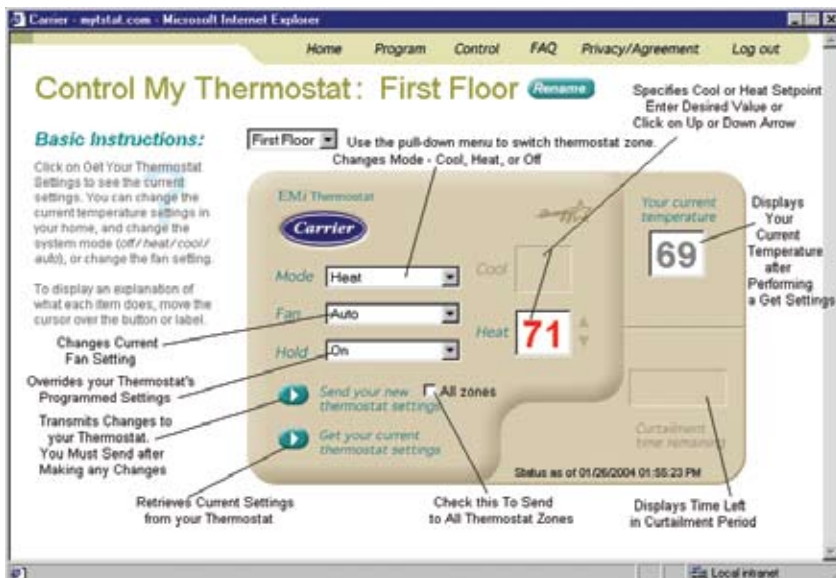 Carrier - mytstat.com - Microsoft Internet Explorer
Home Program Control FAQ Privacy/Agreement Log out
Control My Thermostat: First Floor Rename
Specifies Cool or Heat Setpoint
Enter Desired Value or
Click on Up or Down Arrow
Basic Instructions:
First Floor Use the pull-down menu to switch thermostat zone.
Changes Mode - Cool, Heat, or Off
Click on Get Your Thermostat
Settings to see the current
settings. You can change the
current temperature settings in
your home, and change the
system mode (off/heat/cool/
auto), or change the fan setting.
To display an explanation of
what each item does, move the
cursor over the button or label.
EMi Thermostat
Carrier
Mode Heat
Fan Auto
Hold On
Cool
Heat 71
Your current
temperature
69
Displays
Your
Current
Temperature
after
Performing
a Get Settings
Changes Current
Fan Setting
Overrides your Thermostat's
Programmed Settings
Transmits Changes to
your Thermostat.
You Must Send after
Making any Changes
Send your new
thermostat settings
All zones
Get your current
thermostat settings
Curtailment
time remaining
Status as of 01/26/2004 01:55:23 PM
Retrieves Current Settings
from your Thermostat
Check this To Send
to All Thermostat Zones
Displays Time Left
in Curtailment Period
Local intranet